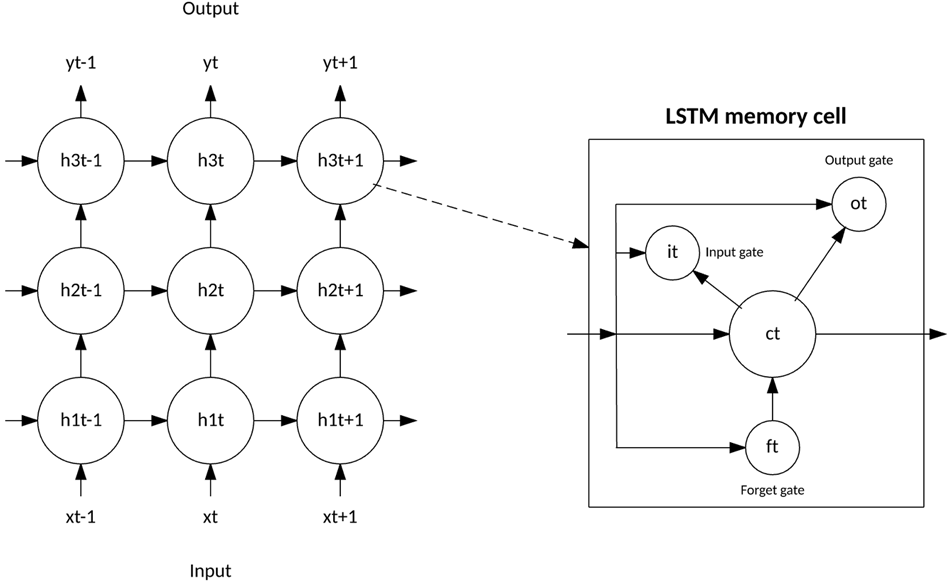 Output
yt-1 yt yt+1
h3t-1 h3t h3t+1
h2t-1 h2t h2t+1
h1t-1 h1t h1t+1
xt-1 xt xt+1
Input
LSTM memory cell
Output gate
ot
it Input gate
ct
ft
Forget gate